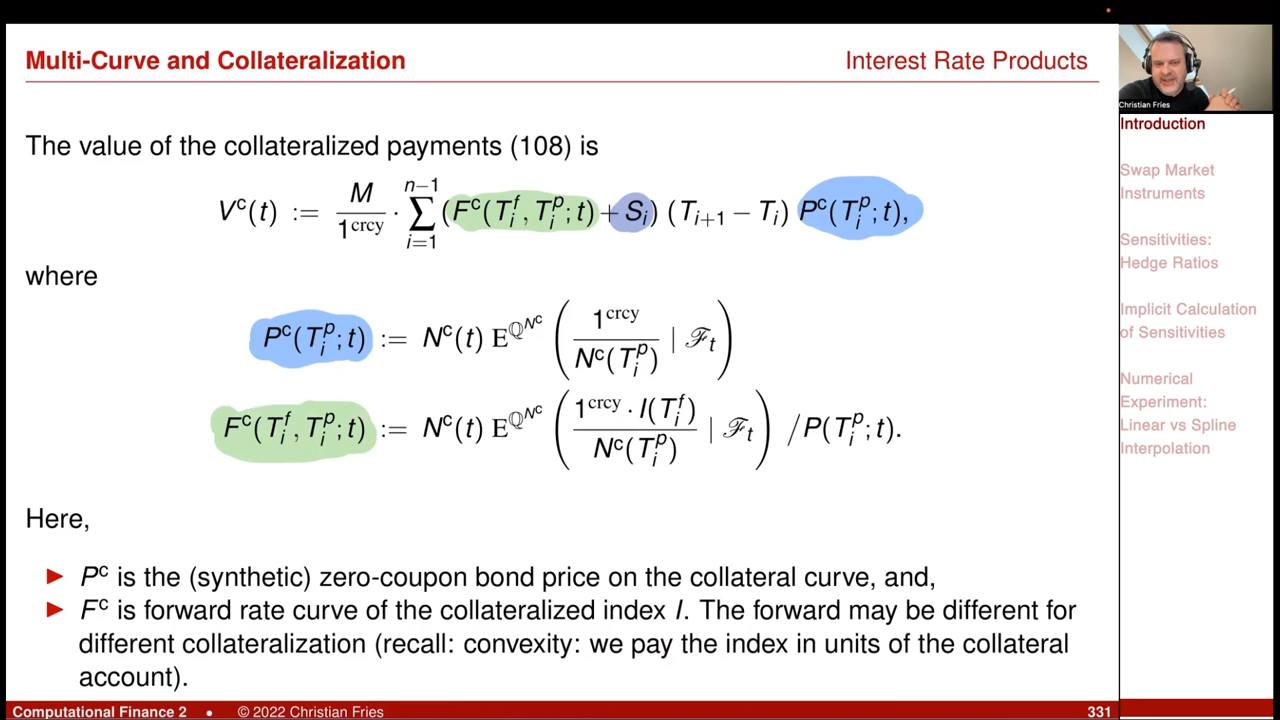 Multi-Curve and Collateralization
Interest Rate Products
The value of the collateralized payments (108) is
V^c(t) := M / 1^crcy · ∑_{i=1}^{n−1} (F^c(T_i^f, T_i^p; t) + S_i) (T_{i+1} − T_i) P^c(T_i^p; t),
where
P^c(T_i^p; t) := N^c(t) E^{ℚ^{N^c}} ( 1^crcy / N^c(T_i^p) | ℱ_t )
F^c(T_i^f, T_i^p; t) := N^c(t) E^{ℚ^{N^c}} ( 1^crcy · I(T_i^f) / N^c(T_i^p) | ℱ_t ) / P(T_i^p; t).
Here,
► P^c is the (synthetic) zero-coupon bond price on the collateral curve, and,
► F^c is forward rate curve of the collateralized index I. The forward may be different for
different collateralization (recall: convexity: we pay the index in units of the collateral
account).
Computational Finance 2 • © 2022 Christian Fries
331
Christian Fries
Introduction
Swap Market
Instruments
Sensitivities:
Hedge Ratios
Implicit Calculation
of Sensitivities
Numerical
Experiment:
Linear vs Spline
Interpolation